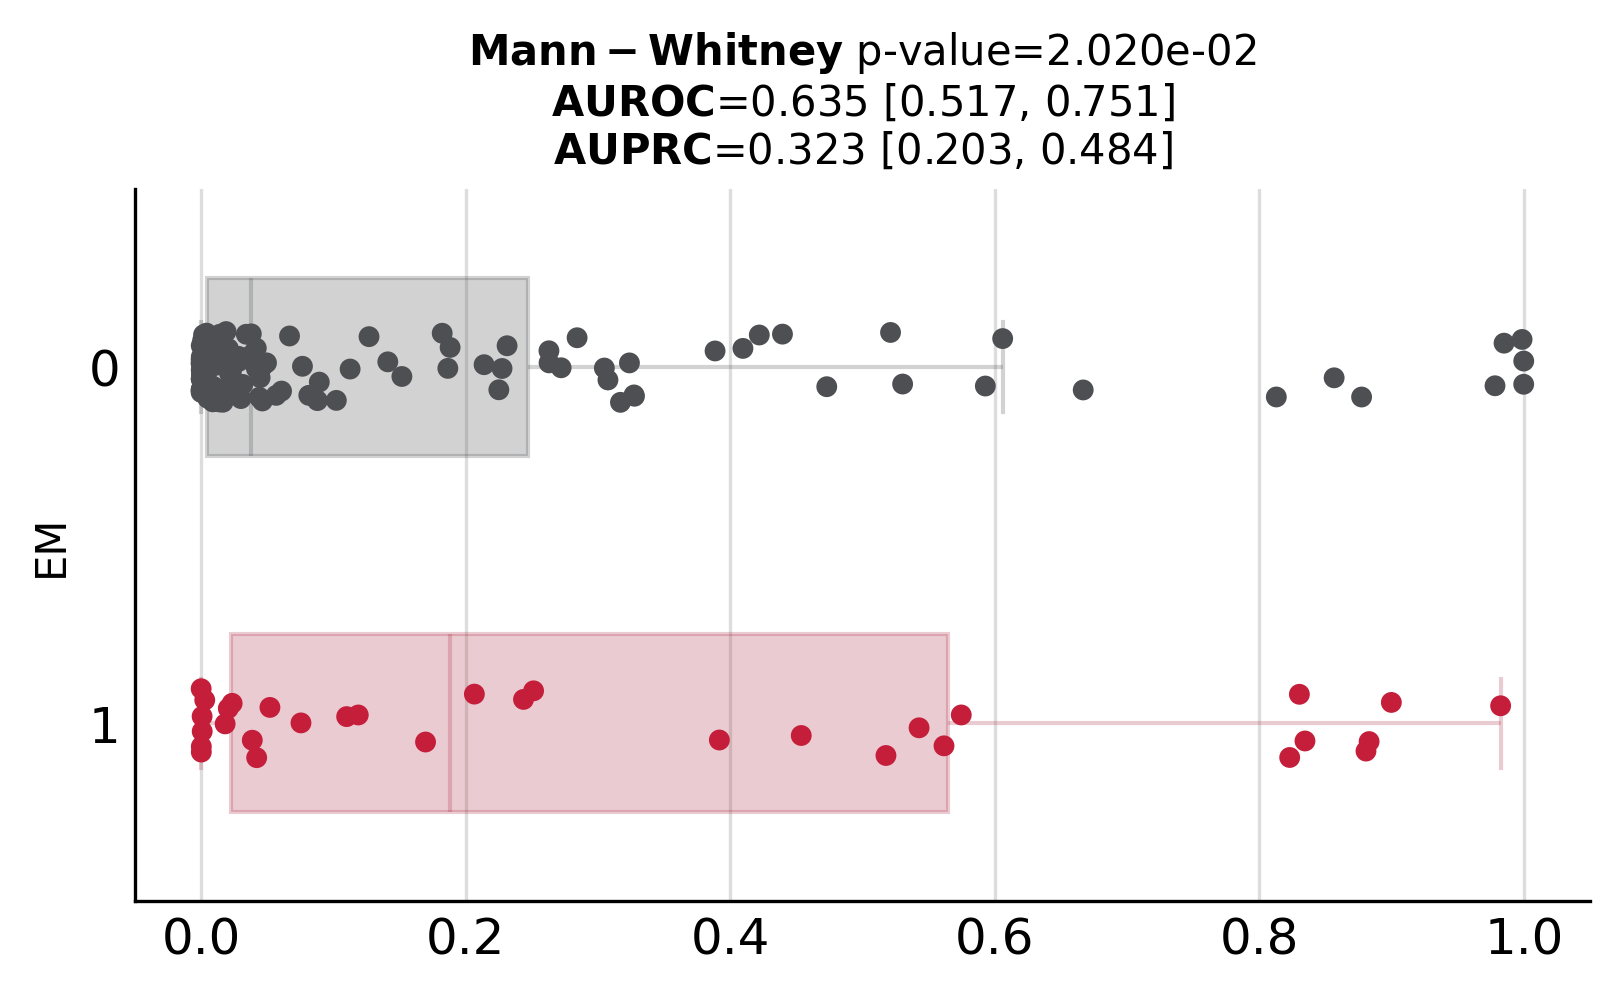 Mann−Whitney p-value=2.020e-02
AUROC=0.635 [0.517, 0.751]
AUPRC=0.323 [0.203, 0.484]
0
EM
1
0.0 0.2 0.4 0.6 0.8 1.0